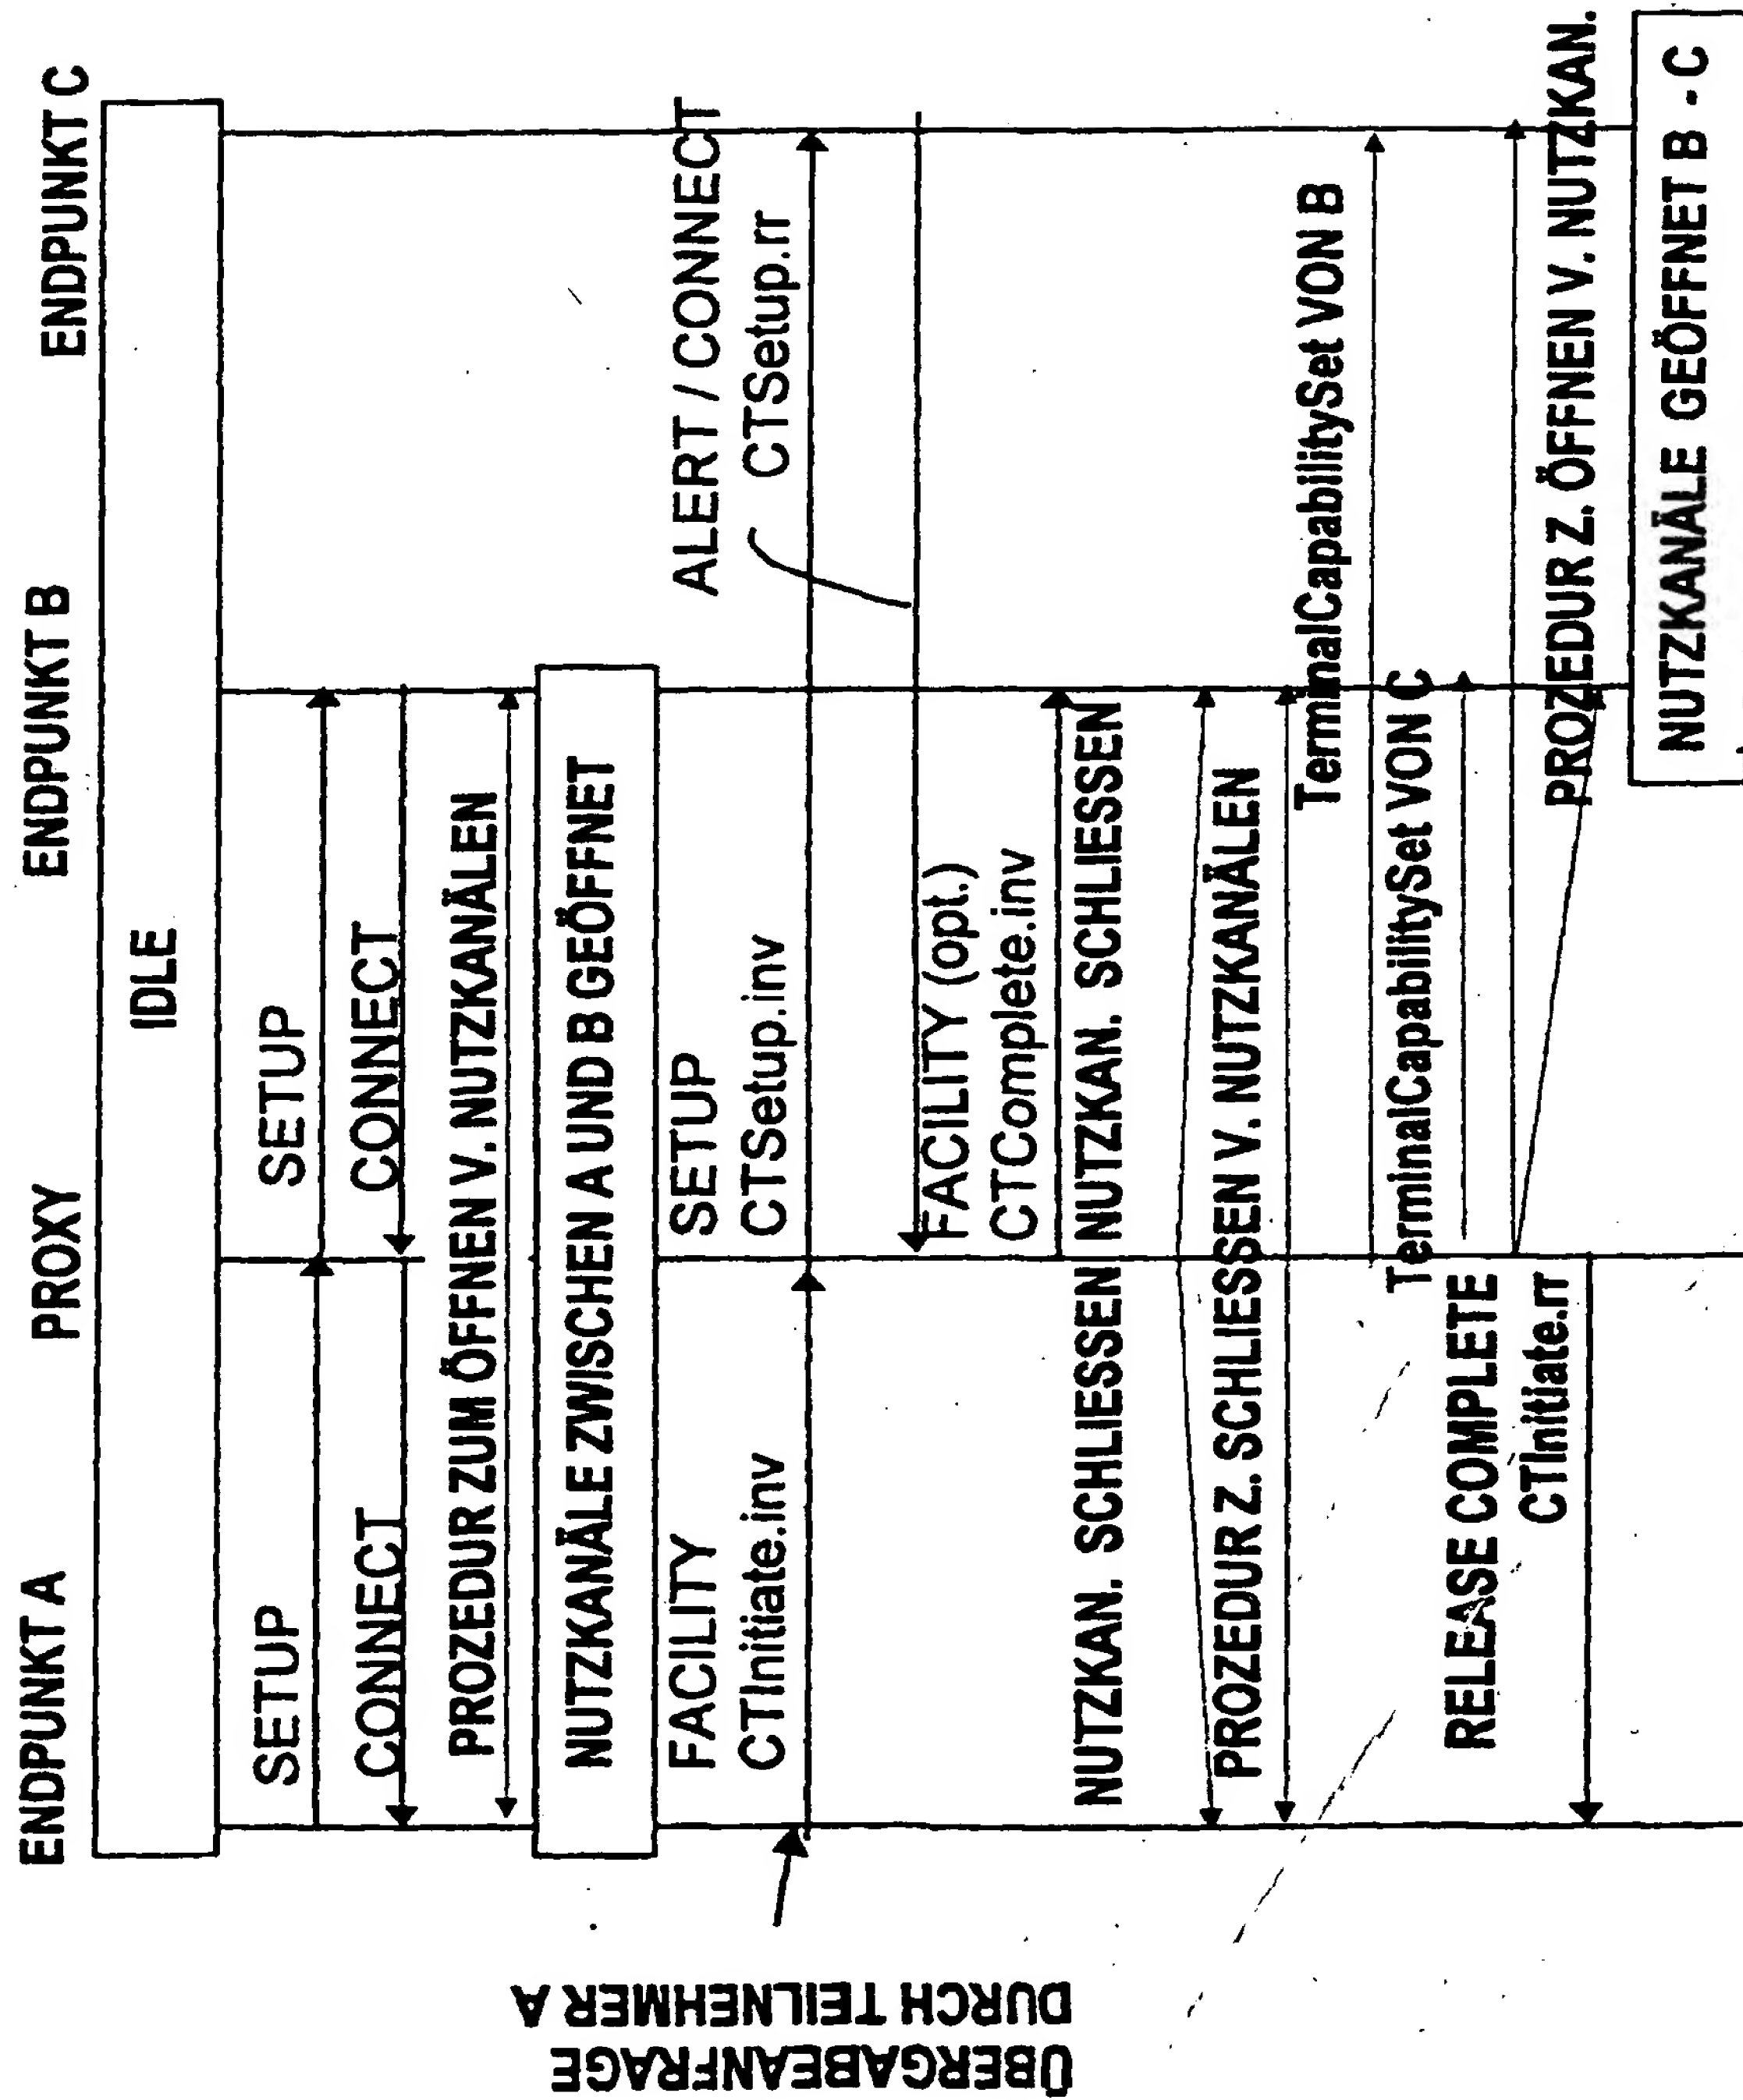 ENDPUNKT A
PROXY
ENDPUNKT B
ENDPUNKT C
IDLE
SETUP
SETUP
CONNECT
CONNECT
PROZEDUR ZUM ÖFFNEN V. NUTZKANÄLEN
NUTZKANÄLE ZWISCHEN A UND B GEÖFFNET
ÜBERGABEANFRAGE
DURCH TEILNEHMER A
FACILITY
CTInitiate.inv
SETUP
CTSetup.inv
ALERT / CONNECT
CTSetup.rr
FACILITY (opt.)
CTComplete.inv
NUTZKAN. SCHLIESSEN
NUTZKAN. SCHLIESSEN
PROZEDUR Z. SCHLIESSEN V. NUTZKANÄLEN
TerminalCapabilitySet VON B
TerminalCapabilitySet VON C
RELEASE COMPLETE
CTInitiate.rr
PROZEDUR Z. ÖFFNEN V. NUTZKAN.
NUTZKANÄLE GEÖFFNET B - C